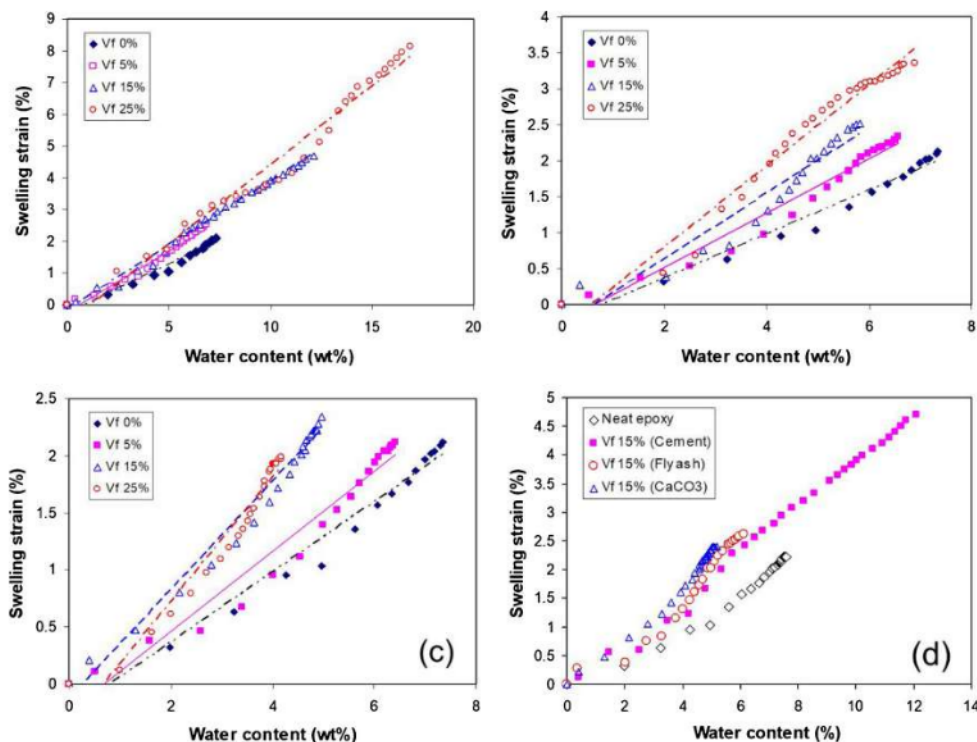 9
8
7
6
5
4
3
2
1
0
Swelling strain (%)
Vf 0%
Vf 5%
Vf 15%
Vf 25%
0 5 10 15 20
Water content (wt%)
4
3.5
3
2.5
2
1.5
1
0.5
0
Swelling strain (%)
Vf 0%
Vf 5%
Vf 15%
Vf 25%
0 2 4 6 8
Water content (wt%)
2.5
2
1.5
1
0.5
0
Swelling strain (%)
Vf 0%
Vf 5%
Vf 15%
Vf 25%
(c)
0 2 4 6 8
Water content (wt%)
5
4.5
4
3.5
3
2.5
2
1.5
1
0.5
0
Swelling strain (%)
Neat epoxy
Vf 15% (Cement)
Vf 15% (Flyash)
Vf 15% (CaCO3)
(d)
0 2 4 6 8 10 12 14
Water content (%)